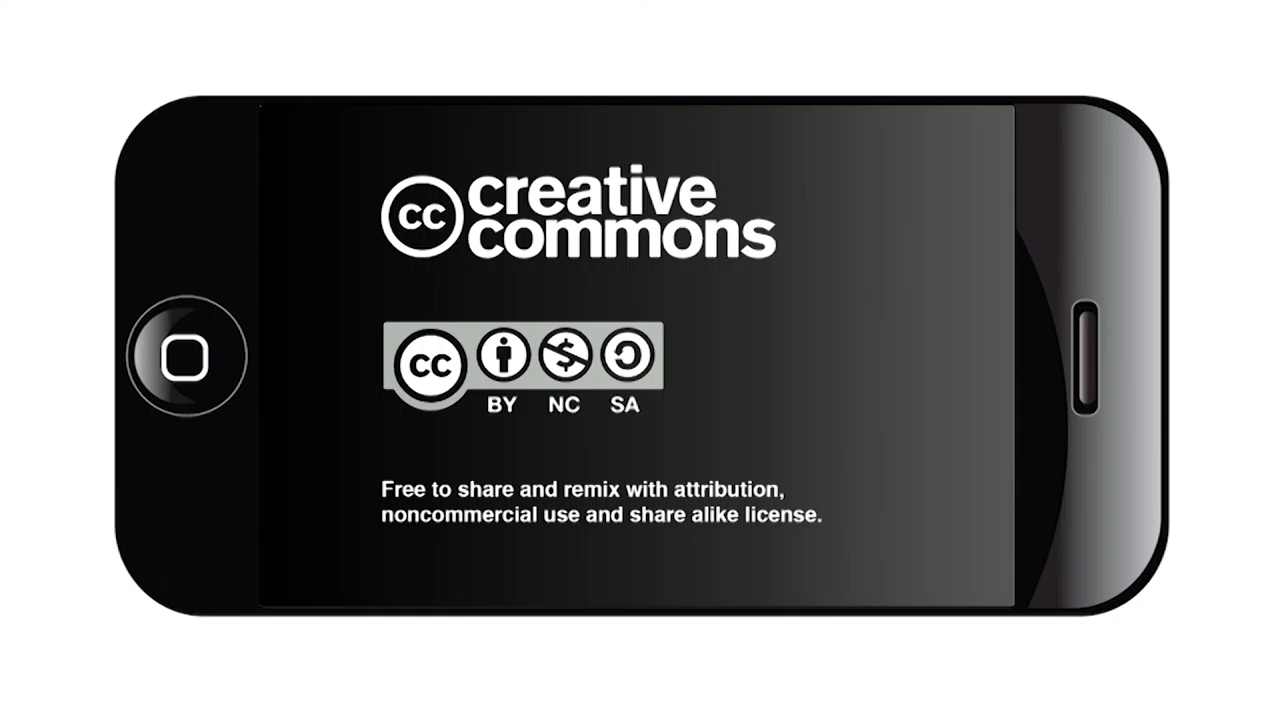 cc creative
commons
cc
BY NC SA
Free to share and remix with attribution,
noncommercial use and share alike license.